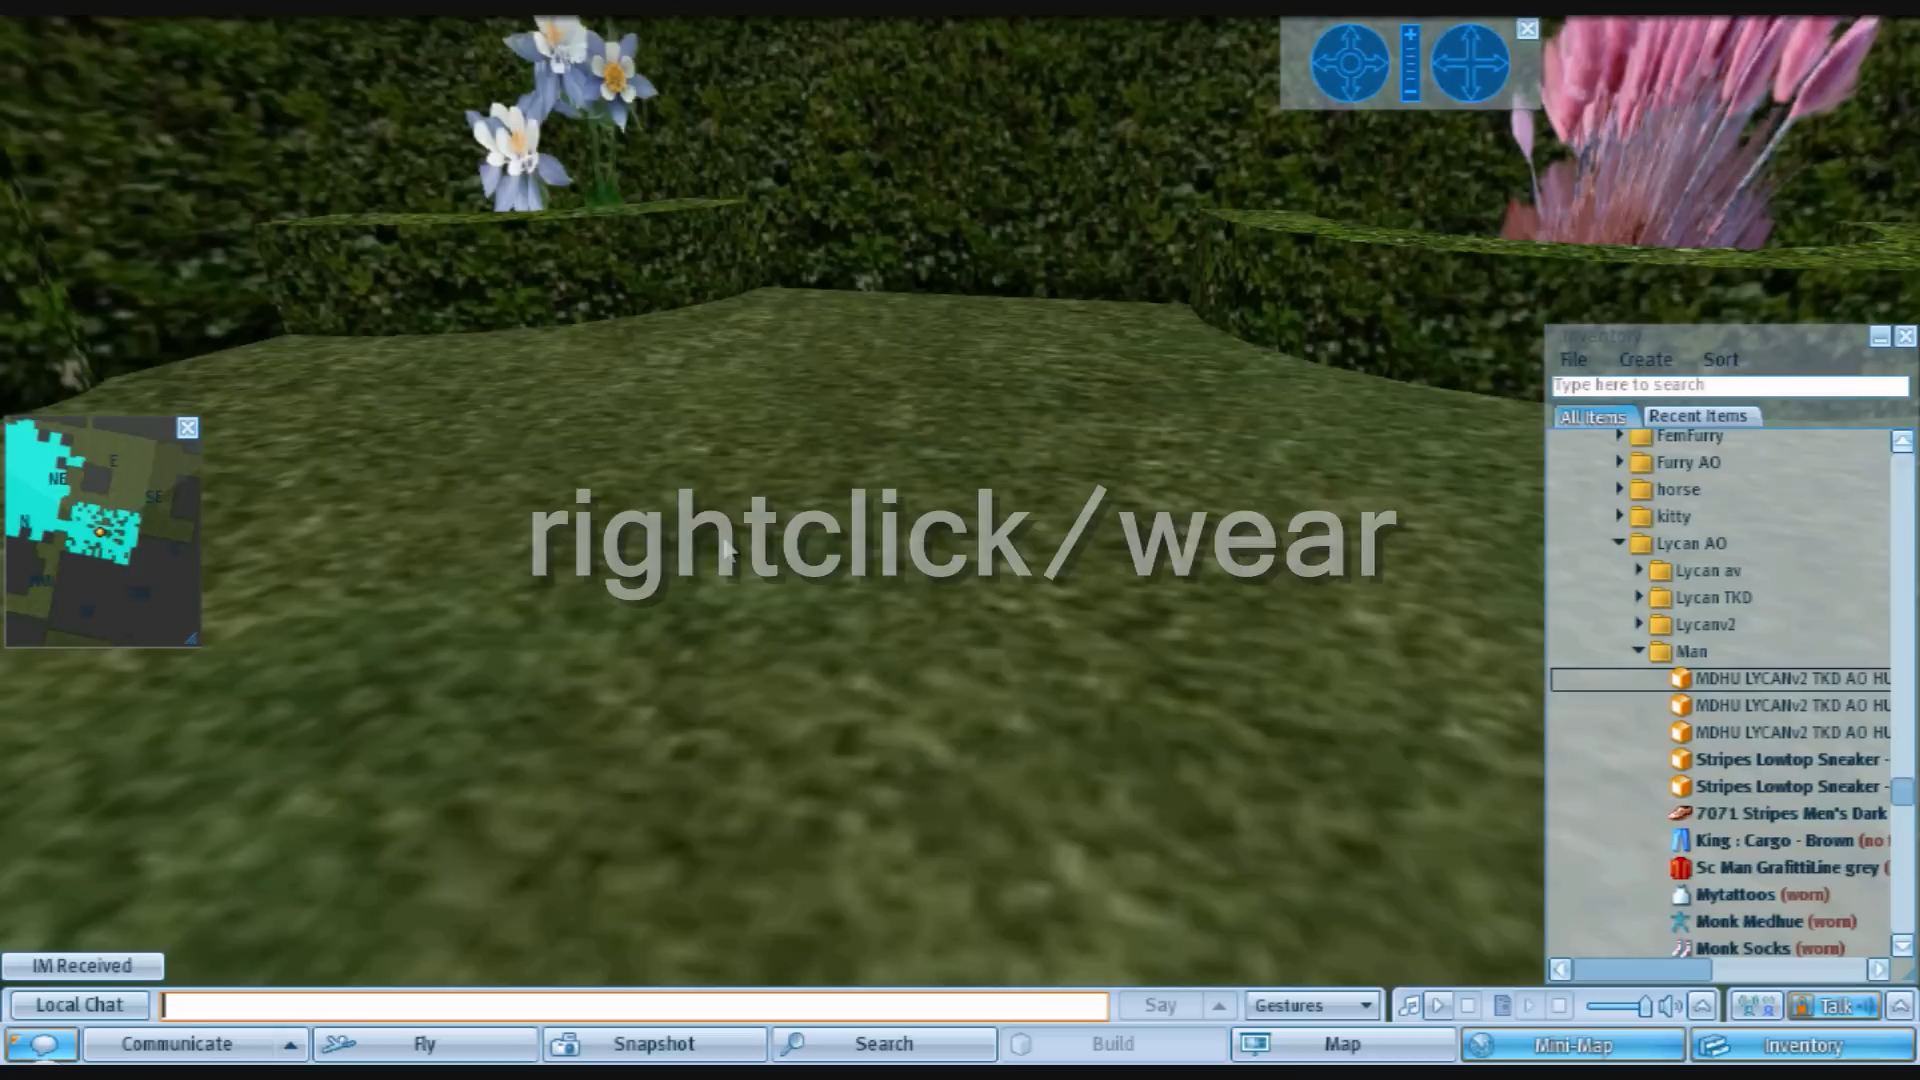 rightclick/wear
E
NE
SE
N
Inventory
File Create Sort
Type here to search
All Items Recent Items
FemFurry
Furry AO
horse
kitty
Lycan AO
Lycan av
Lycan TKD
Lycanv2
Man
MDHU LYCANv2 TKD AO HU
MDHU LYCANv2 TKD AO HU
MDHU LYCANv2 TKD AO HU
Stripes Lowtop Sneaker -
Stripes Lowtop Sneaker -
7071 Stripes Men's Dark
King : Cargo - Brown (no
Sc Man GrafittiLine grey (
Mytattoos (worn)
Monk Medhue (worn)
Monk Socks (worn)
IM Received
Local Chat Say Gestures Talk
Communicate Fly Snapshot Search Build Map Mini-Map Inventory